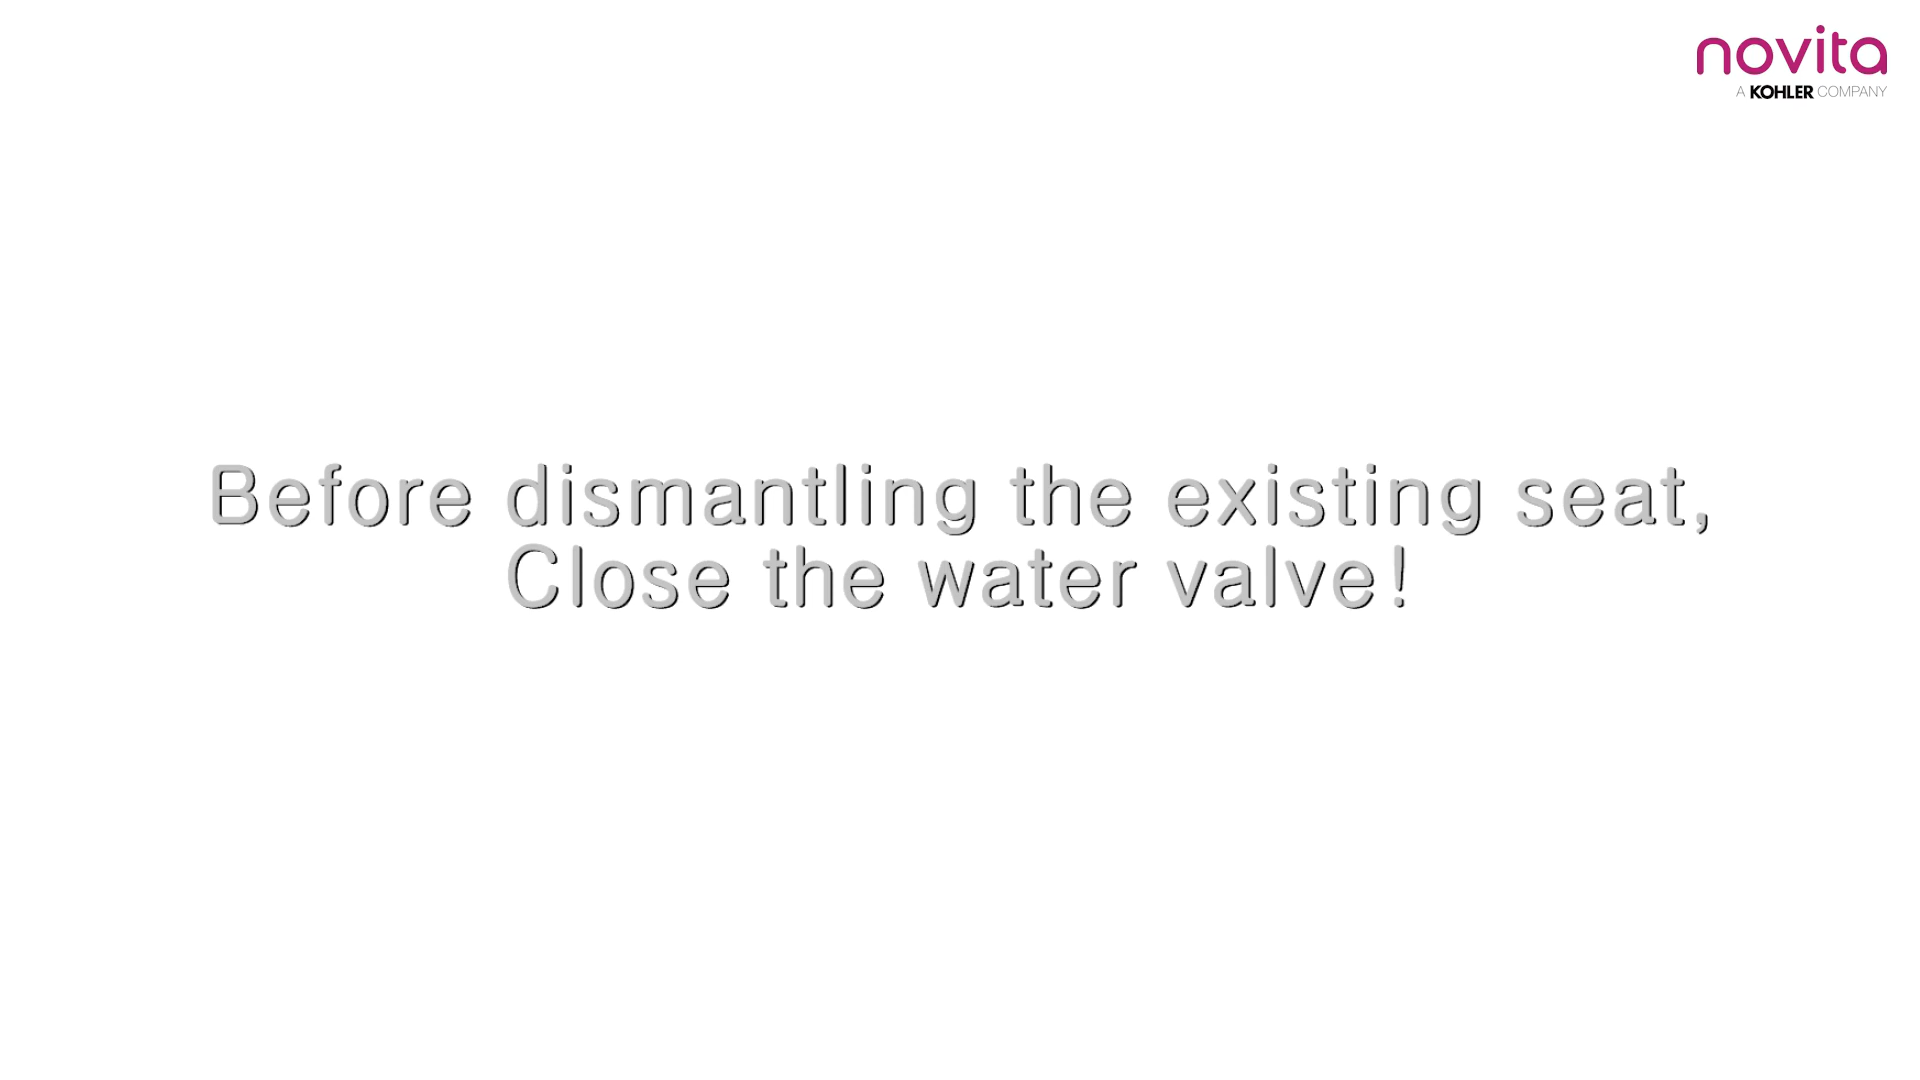 novita
A KOHLER COMPANY
Before dismantling the existing seat,
Close the water valve!